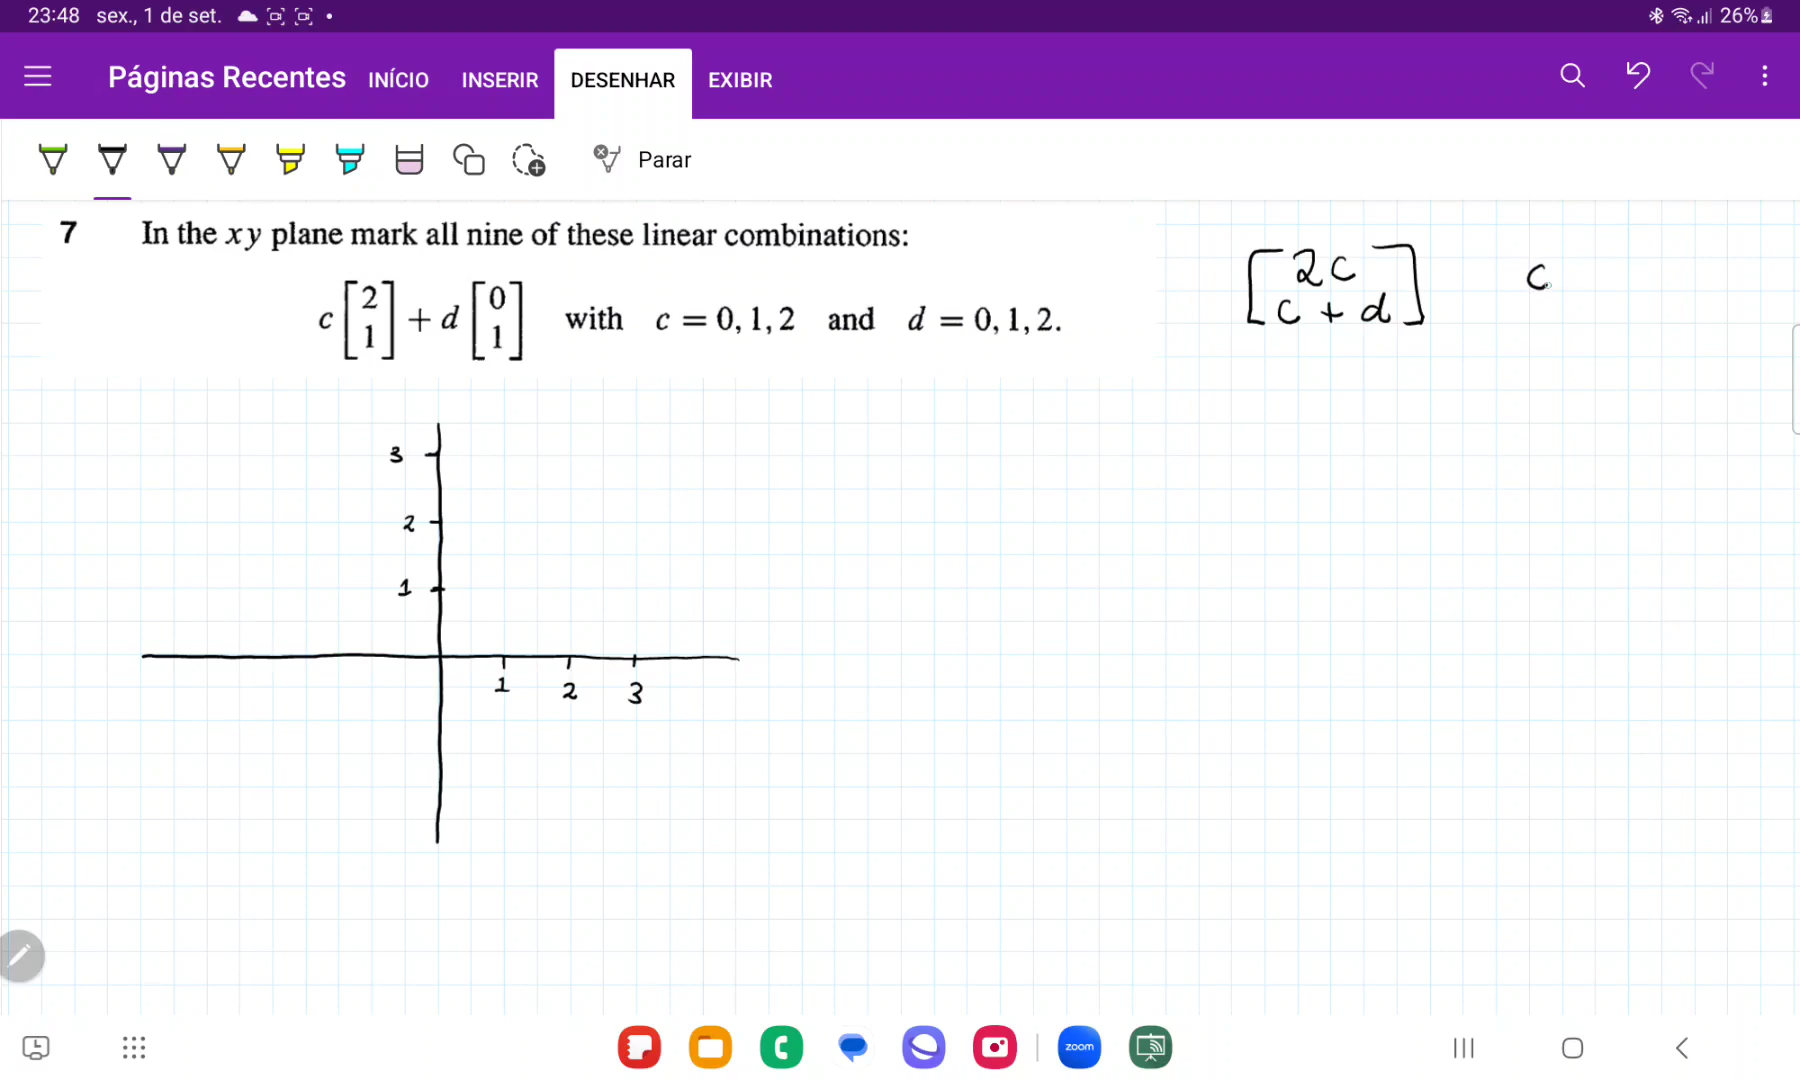 23:48 sex., 1 de set. 26%
Páginas Recentes INÍCIO INSERIR DESENHAR EXIBIR
Parar
7 In the xy plane mark all nine of these linear combinations:
c [2 1] + d [0 1] with c = 0, 1, 2 and d = 0, 1, 2.
[2c c + d] c
3
2
1
1 2 3
zoom